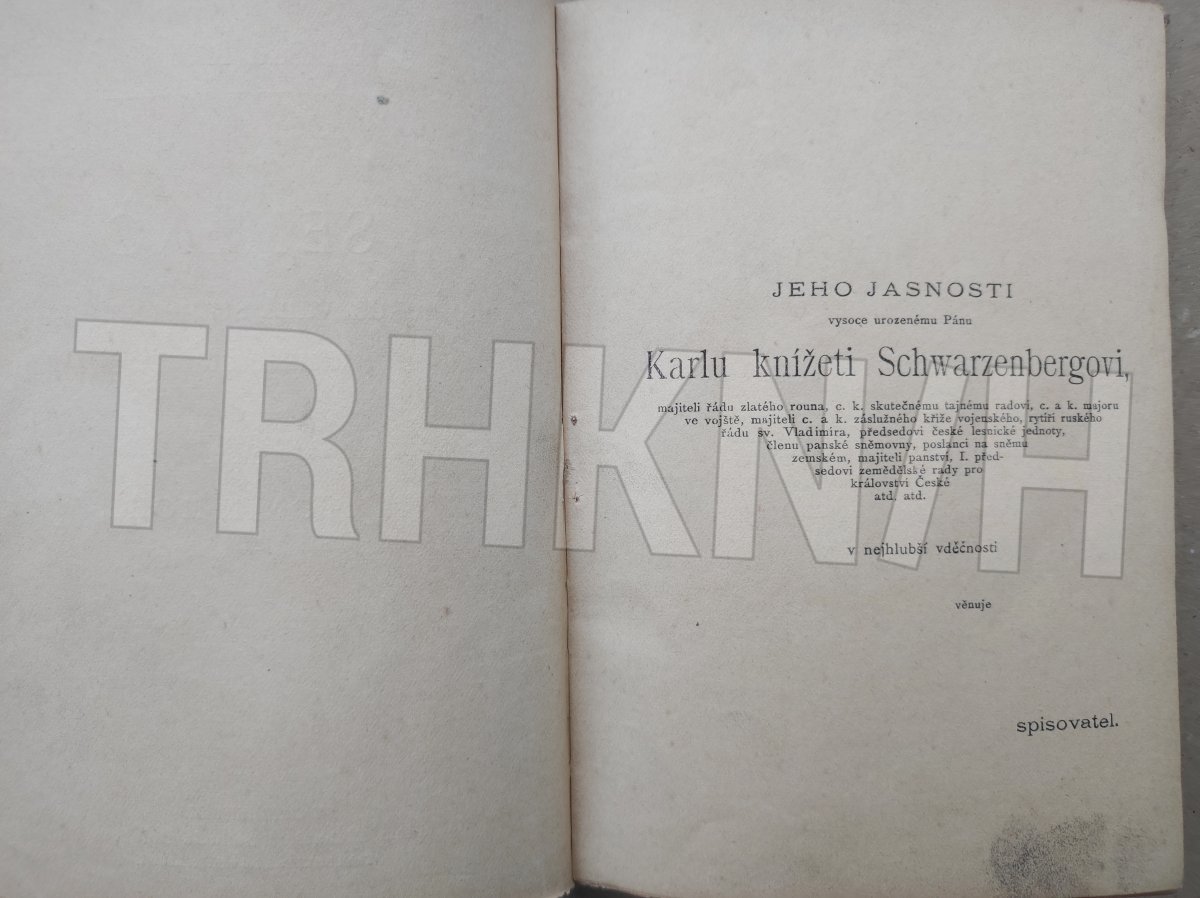 JEHO JASNOSTI
vysoce urozenému Pánu
Karlu knížeti Schwarzenbergovi,
majiteli řádu zlatého rouna, c. k. skutečnému tajnému radovi, c. a k. majoru
ve vojště, majiteli c. a k. záslužného kříže vojenského, rytíři ruského
řádu sv. Vladimíra, předsedovi české lesnické jednoty,
členu panské sněmovny, poslanci na sněmu
zemském, majiteli panství, I. před-
sedovi zemědělské rady pro
království České
atd. atd.
v nejhlubší vděčnosti
věnuje
spisovatel.
TRHKNIH